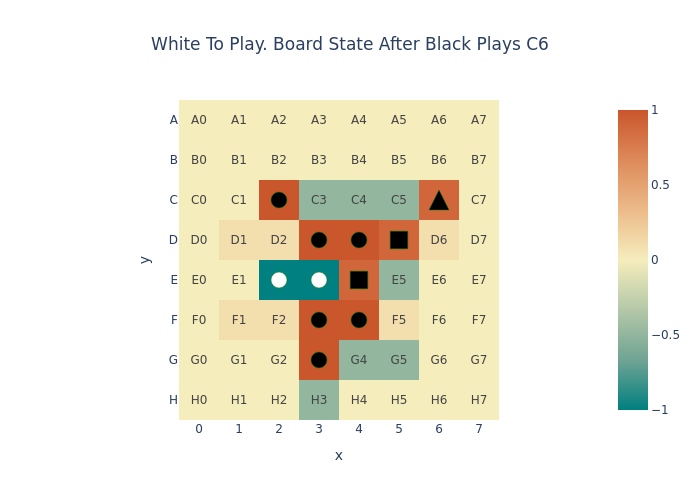 White To Play. Board State After Black Plays C6
A A0 A1 A2 A3 A4 A5 A6 A7
B B0 B1 B2 B3 B4 B5 B6 B7
C C0 C1 C3 C4 C5 C7
D D0 D1 D2 D6 D7
E E0 E1 E5 E6 E7
F F0 F1 F2 F5 F6 F7
G G0 G1 G2 G4 G5 G6 G7
H H0 H1 H2 H3 H4 H5 H6 H7
0 1 2 3 4 5 6 7
x
y
1
0.5
0
−0.5
−1